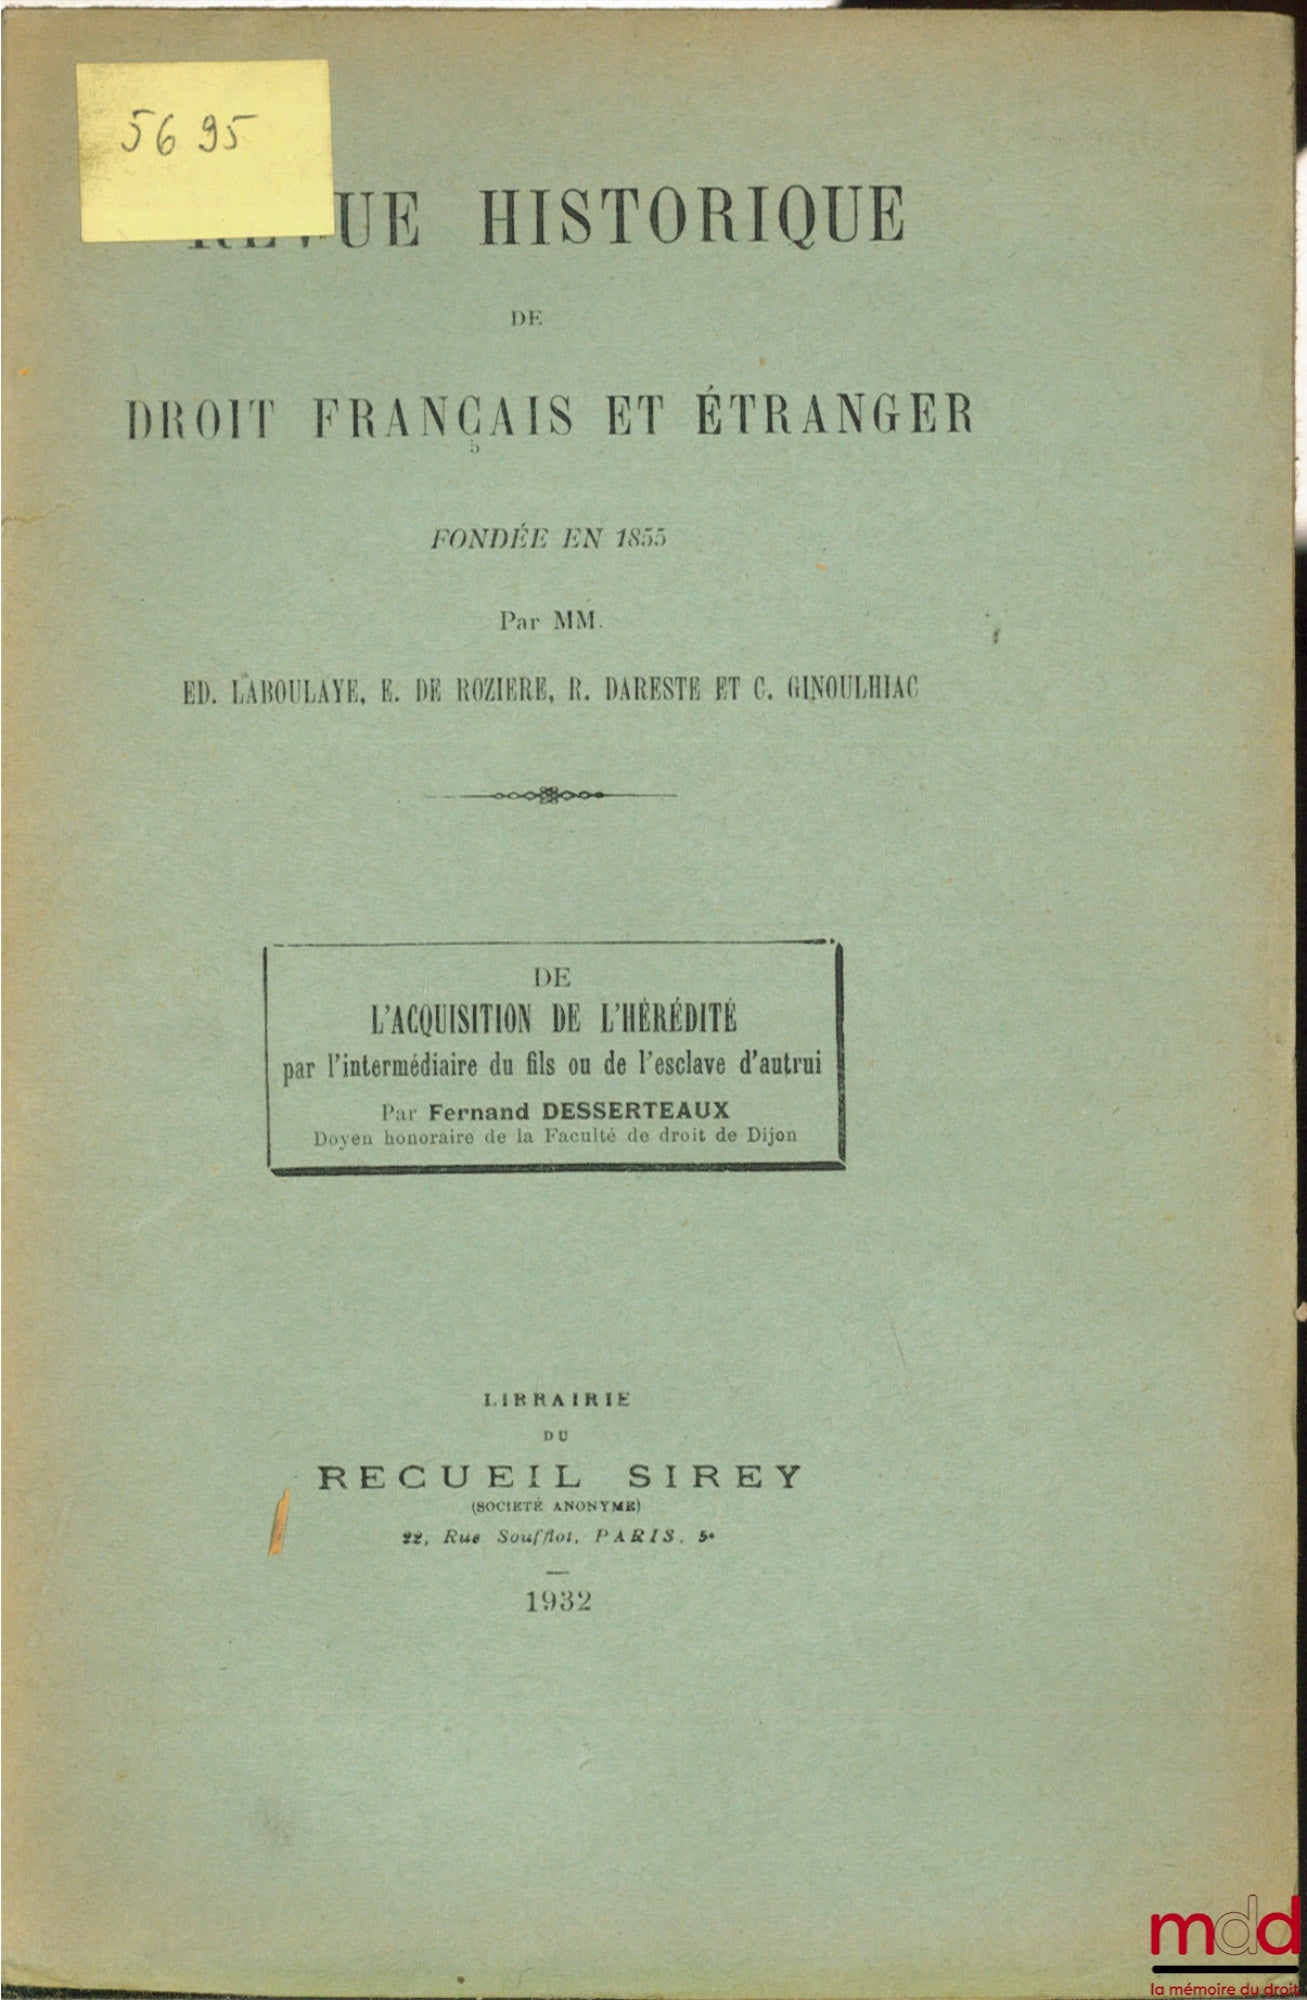 5695
REVUE HISTORIQUE
DE
DROIT FRANÇAIS ET ÉTRANGER
FONDÉE EN 1855
Par MM.
ED. LABOULAYE, E. DE ROZIERE, R. DARESTE ET C. GINOULHIAC
DE
L'ACQUISITION DE L'HÉRÉDITÉ
par l'intermédiaire du fils ou de l'esclave d'autrui
Par Fernand DESSERTEAUX
Doyen honoraire de la Faculté de droit de Dijon
LIBRAIRIE
DU
RECUEIL SIREY
(SOCIÉTÉ ANONYME)
22, Rue Soufflot, PARIS, 5e
1932
mdd
la mémoire du droit